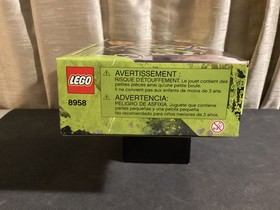 LEGO
8958
AVERTISSEMENT :
RISQUE D'ÉTOUFFEMENT. Le jouet contient des
petites pièces ainsi qu'une petite boule.
Il ne convient pas aux enfants de moins de 3 ans.
ADVERTENCIA:
PELIGRO DE ASFIXIA. Juguete que contiene
partes pequeñas y una pelota pequeña.
No recomendado para niños menores de 3 años.